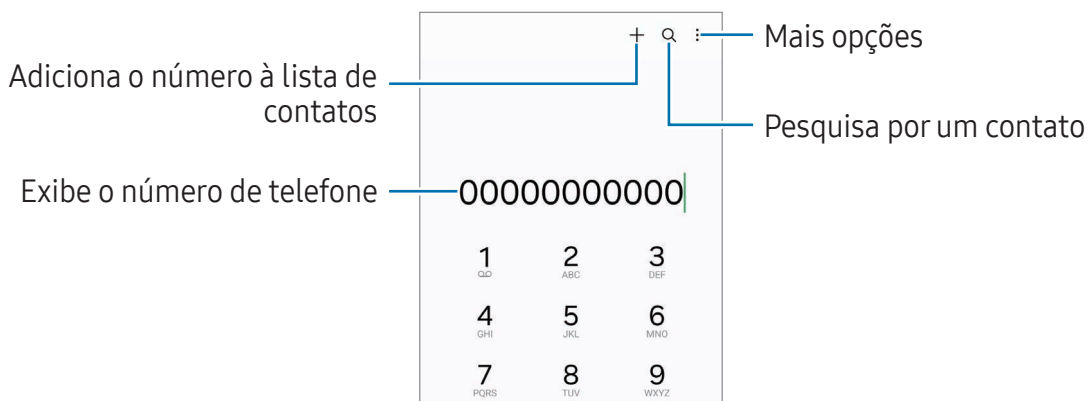 Mais opções
Adiciona o número à lista de
contatos
Pesquisa por um contato
Exibe o número de telefone
00000000000
1 2 3
ABC DEF
4 5 6
GHI JKL MNO
7 8 9
PQRS TUV WXYZ